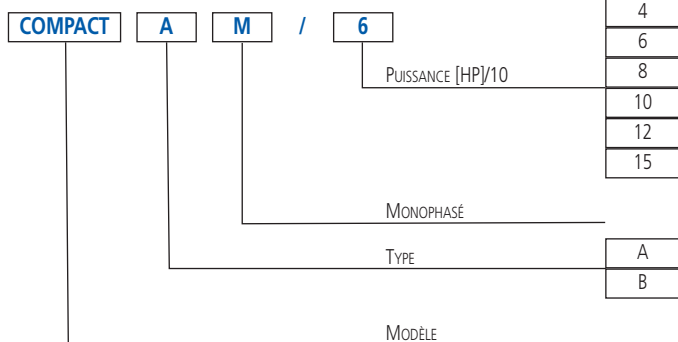 4
COMPACT A M / 6
6
Puissance [HP]/10 8
10
12
15
Monophasé
Type A
B
Modèle